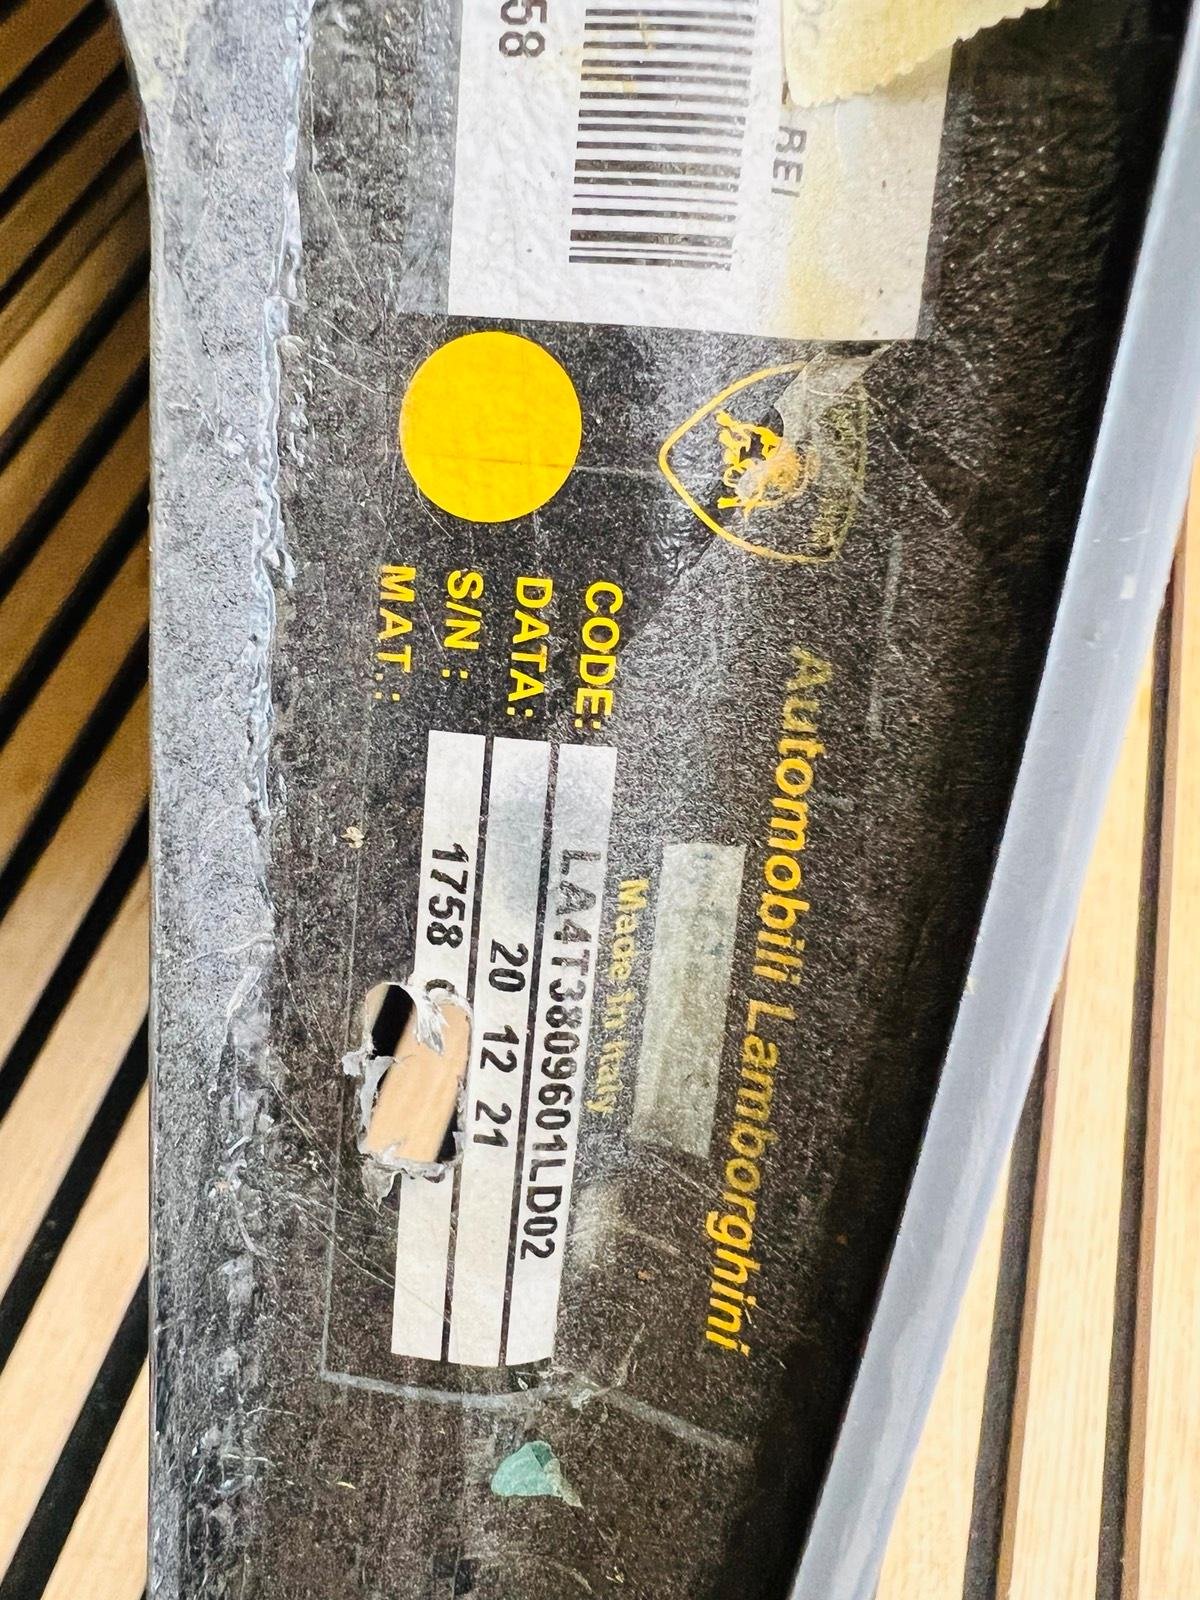 58
REI
Automobili Lamborghini
Made in Italy
CODE: LA4T3809601LD02
DATA: 20 12 21
S/N: 1758
MAT.: